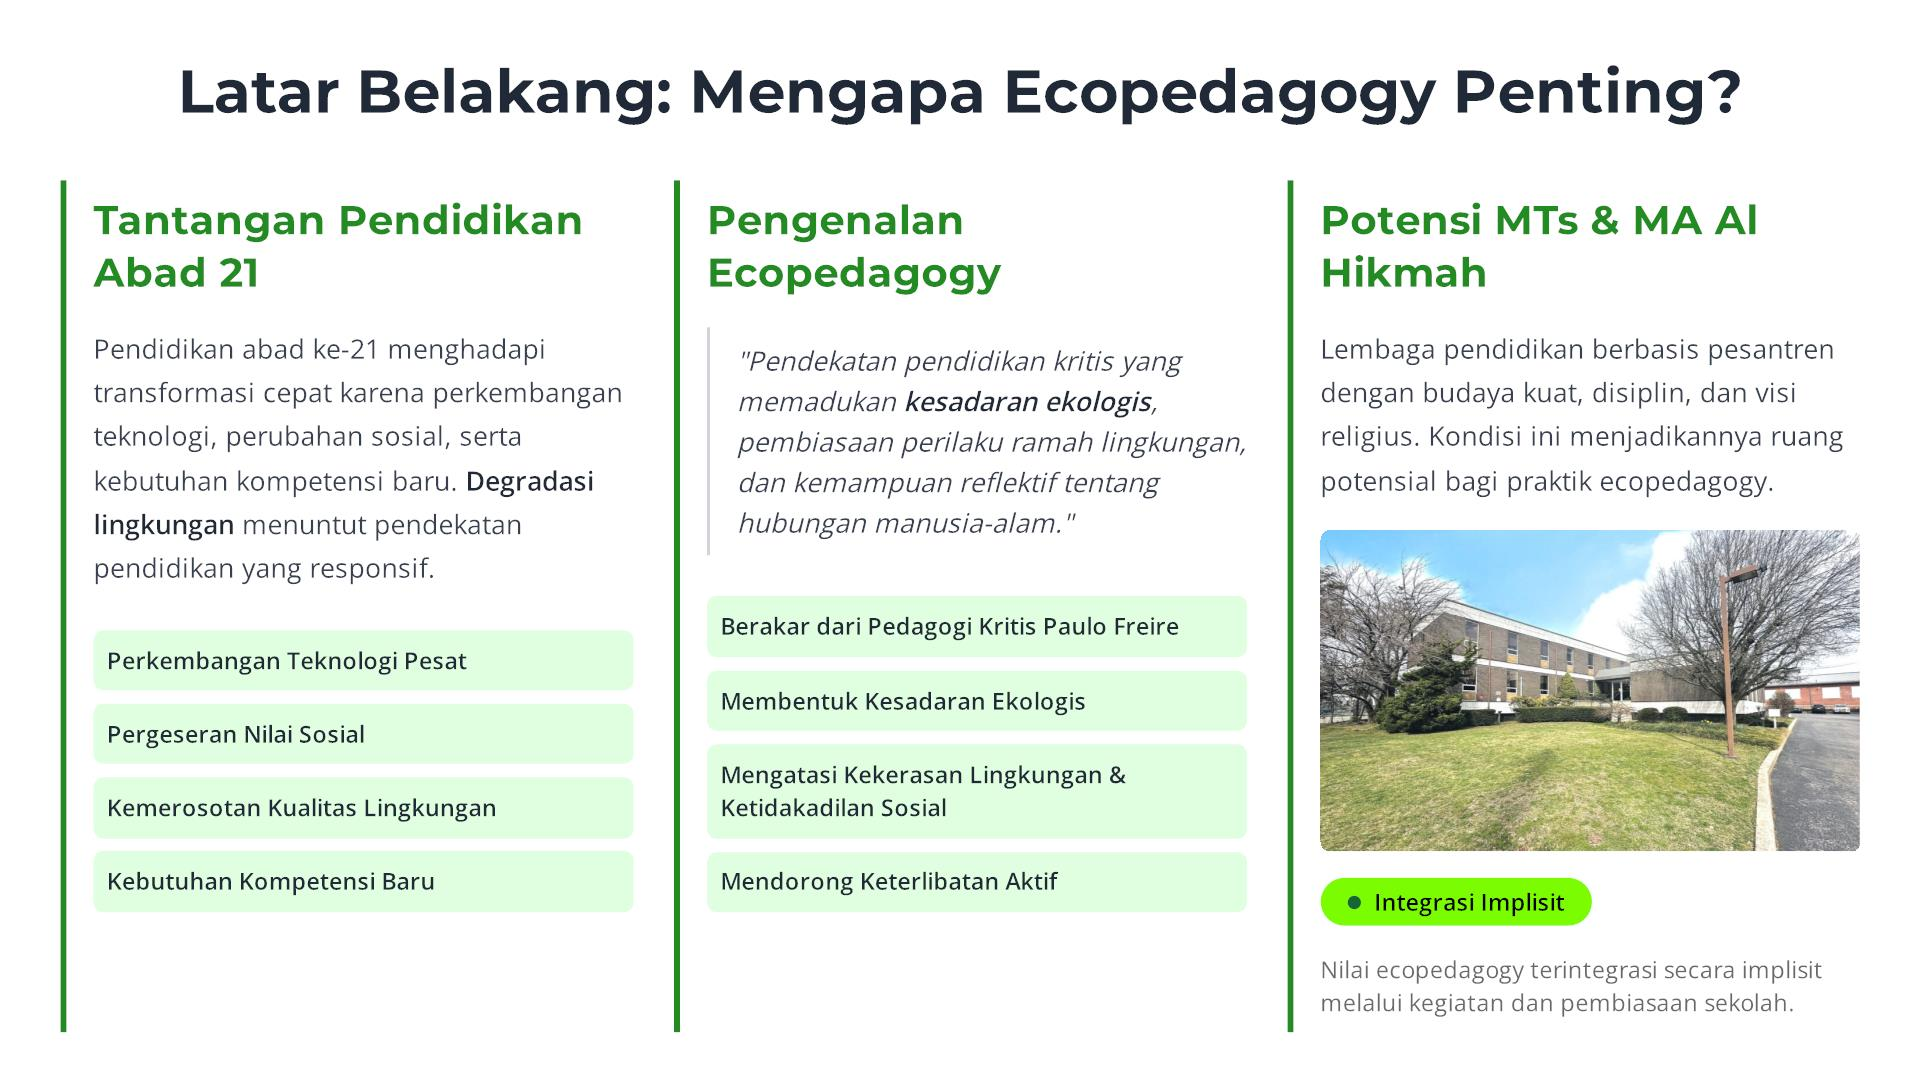 Latar Belakang: Mengapa Ecopedagogy Penting?
Tantangan Pendidikan
Abad 21
Pendidikan abad ke-21 menghadapi
transformasi cepat karena perkembangan
teknologi, perubahan sosial, serta
kebutuhan kompetensi baru. Degradasi
lingkungan menuntut pendekatan
pendidikan yang responsif.
Perkembangan Teknologi Pesat
Pergeseran Nilai Sosial
Kemerosotan Kualitas Lingkungan
Kebutuhan Kompetensi Baru
Pengenalan
Ecopedagogy
"Pendekatan pendidikan kritis yang
memadukan kesadaran ekologis,
pembiasaan perilaku ramah lingkungan,
dan kemampuan reflektif tentang
hubungan manusia-alam."
Berakar dari Pedagogi Kritis Paulo Freire
Membentuk Kesadaran Ekologis
Mengatasi Kekerasan Lingkungan &
Ketidakadilan Sosial
Mendorong Keterlibatan Aktif
Potensi MTs & MA Al
Hikmah
Lembaga pendidikan berbasis pesantren
dengan budaya kuat, disiplin, dan visi
religius. Kondisi ini menjadikannya ruang
potensial bagi praktik ecopedagogy.
Integrasi Implisit
Nilai ecopedagogy terintegrasi secara implisit
melalui kegiatan dan pembiasaan sekolah.